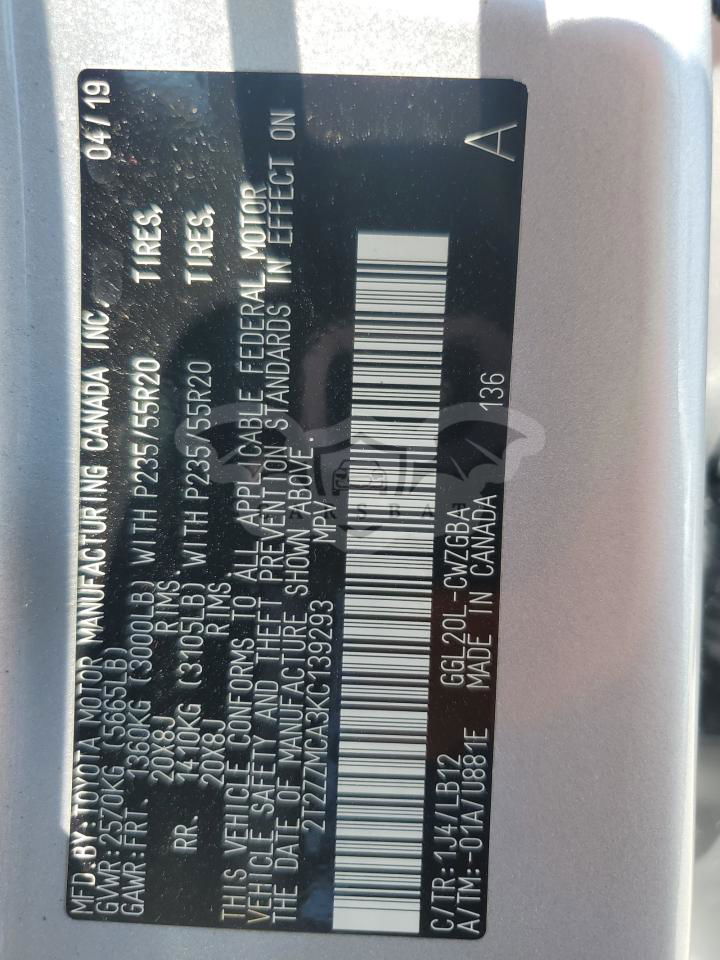 MFD.BY:TOYOTA MOTOR MANUFACTURING CANADA INC. 04/19
GVWR:2570KG (5665LB)
GAWR:FRT. 1360KG (3000LB) WITH P235/55R20 TIRES,
20X8J RIMS.
RR. 1410KG (3105LB) WITH P235/55R20 TIRES,
20X8J RIMS
THIS VEHICLE CONFORMS TO ALL APPLICABLE FEDERAL MOTOR
VEHICLE SAFETY AND THEFT PREVENTION STANDARDS IN EFFECT ON
THE DATE OF MANUFACTURE SHOWN ABOVE.
2T2ZZMCA3KC139293 MPV
C/TR:1J4/LB12 GGL20L-CWZGBA
A/TM:-01A/U881E MADE IN CANADA 136
A
CARSBAT